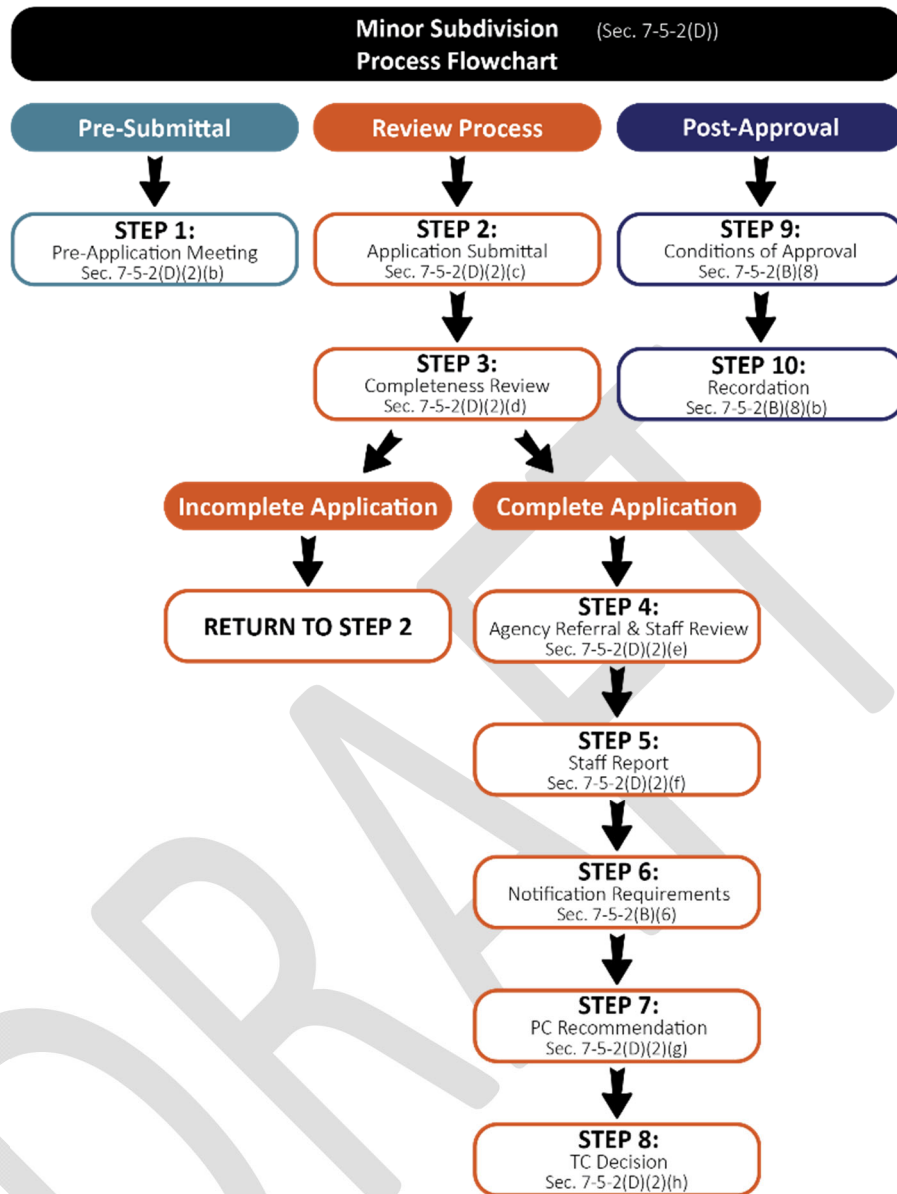 Minor Subdivision (Sec. 7-5-2(D))
Process Flowchart
Pre-Submittal
Review Process
Post-Approval
STEP 1:
Pre-Application Meeting
Sec. 7-5-2(D)(2)(b)
STEP 2:
Application Submittal
Sec. 7-5-2(D)(2)(c)
STEP 9:
Conditions of Approval
Sec. 7-5-2(B)(8)
STEP 3:
Completeness Review
Sec. 7-5-2(D)(2)(d)
STEP 10:
Recordation
Sec. 7-5-2(B)(8)(b)
Incomplete Application
Complete Application
RETURN TO STEP 2
STEP 4:
Agency Referral & Staff Review
Sec. 7-5-2(D)(2)(e)
STEP 5:
Staff Report
Sec. 7-5-2(D)(2)(f)
STEP 6:
Notification Requirements
Sec. 7-5-2(B)(6)
STEP 7:
PC Recommendation
Sec. 7-5-2(D)(2)(g)
STEP 8:
TC Decision
Sec. 7-5-2(D)(2)(h)
DRAFT